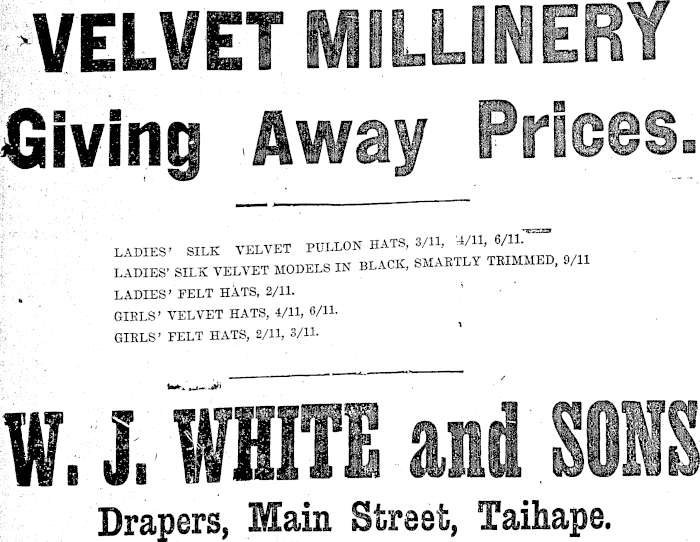 VELVET MILLINERY
Giving Away Prices.
LADIES' SILK VELVET PULLON HATS, 3/11, 4/11, 6/11.
LADIES' SILK VELVET MODELS IN BLACK, SMARTLY TRIMMED, 9/11
LADIES' FELT HATS, 2/11.
GIRLS' VELVET HATS, 4/11, 6/11.
GIRLS' FELT HATS, 2/11, 3/11.
W. J. WHITE and SONS
Drapers, Main Street, Taihape.